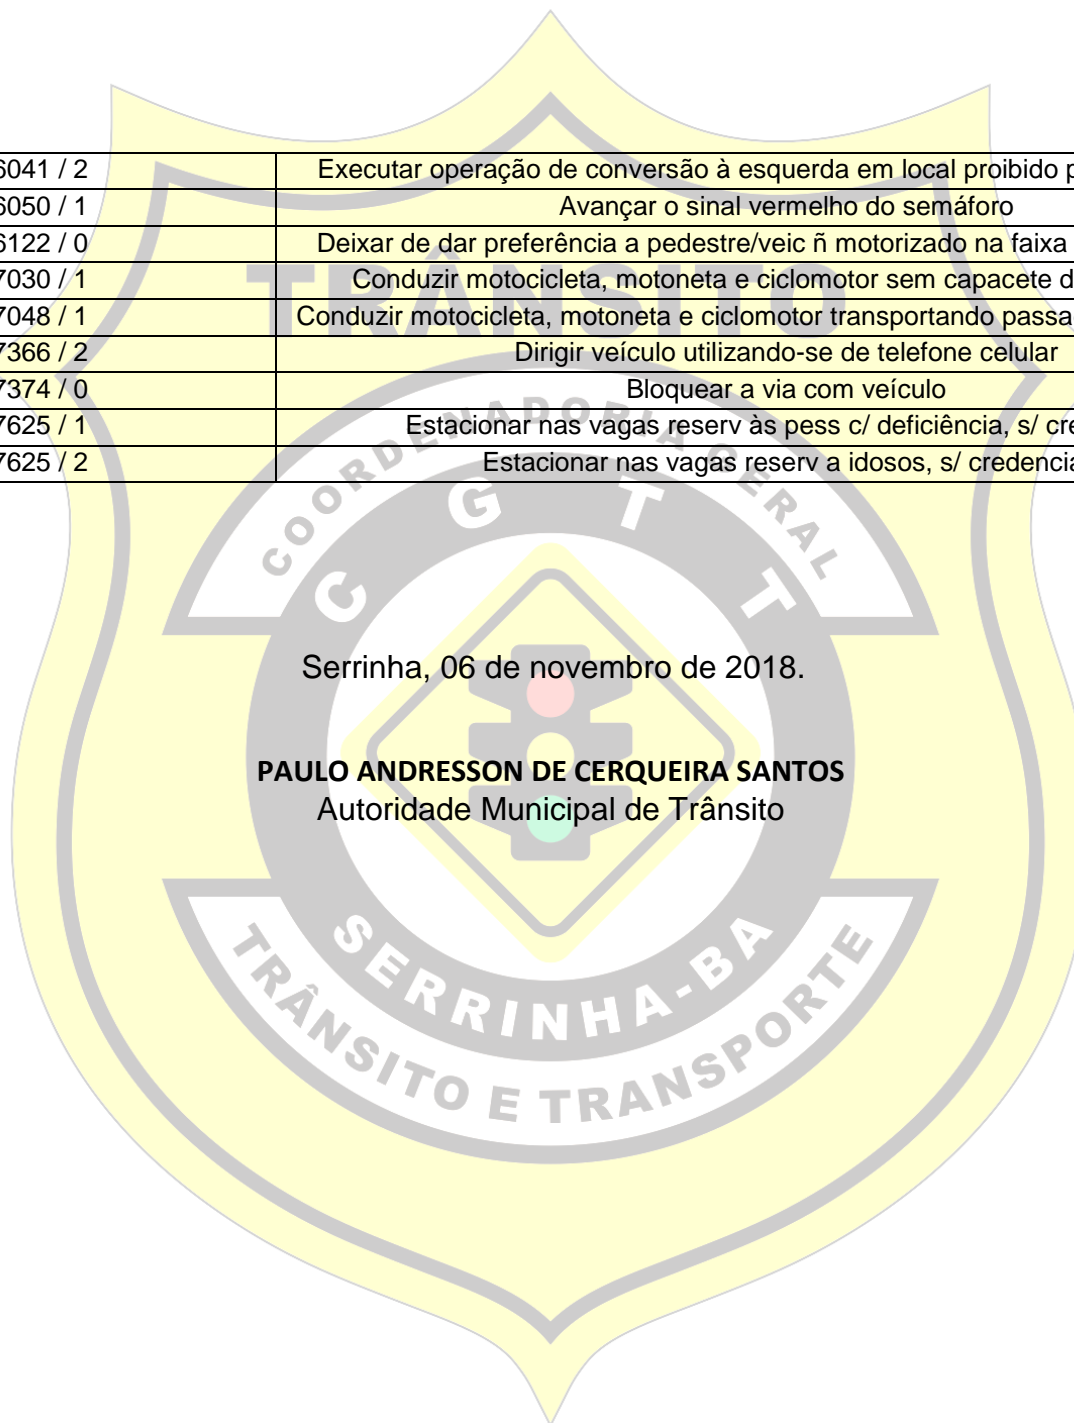 6041 / 2 Executar operação de conversão à esquerda em local proibido p
6050 / 1 Avançar o sinal vermelho do semáforo
6122 / 0 Deixar de dar preferência a pedestre/veic ñ motorizado na faixa
7030 / 1 Conduzir motocicleta, motoneta e ciclomotor sem capacete d
7048 / 1 Conduzir motocicleta, motoneta e ciclomotor transportando passa
7366 / 2 Dirigir veículo utilizando-se de telefone celular
7374 / 0 Bloquear a via com veículo
7625 / 1 Estacionar nas vagas reserv às pess c/ deficiência, s/ cre
7625 / 2 Estacionar nas vagas reserv a idosos, s/ credencia
TRÂNSITO
COORDENADORIA GERAL
C G T T
Serrinha, 06 de novembro de 2018.
PAULO ANDRESSON DE CERQUEIRA SANTOS
Autoridade Municipal de Trânsito
SERRINHA-BA
TRÂNSITO E TRANSPORTE